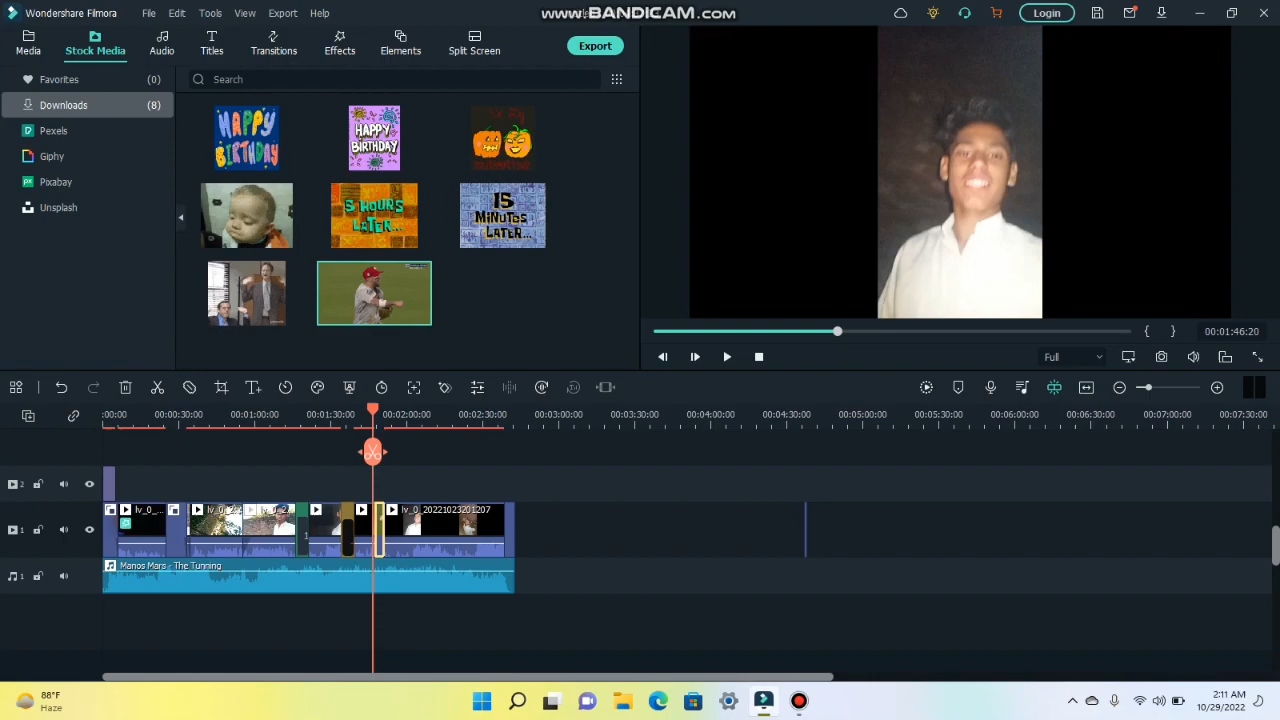 Wondershare Filmora File Edit Tools View Export Help
www.BANDICAM.com
Login
Media Stock Media Audio Titles Transitions Effects Elements Split Screen
Export
Favorites (0)
Downloads (8)
Pexels
Giphy
Pixabay
Unsplash
Search
HAPPY BIRTHDAY
HAPPY BIRTHDAY
5 HOURS LATER...
15 MINUTES LATER...
00:01:46:20
Full
:00:00 00:00:30:00 00:01:00:00 00:01:30:00 00:02:00:00 00:02:30:00 00:03:00:00 00:03:30:00 00:04:00:00 00:04:30:00 00:05:00:00 00:05:30:00 00:06:00:00 00:06:30:00 00:07:00:00 00:07:30:00
2
1 lv_0_... lv_0_20221023201207
1 Manos Mars - The Tunning
88°F
Haze
2:11 AM
10/29/2022